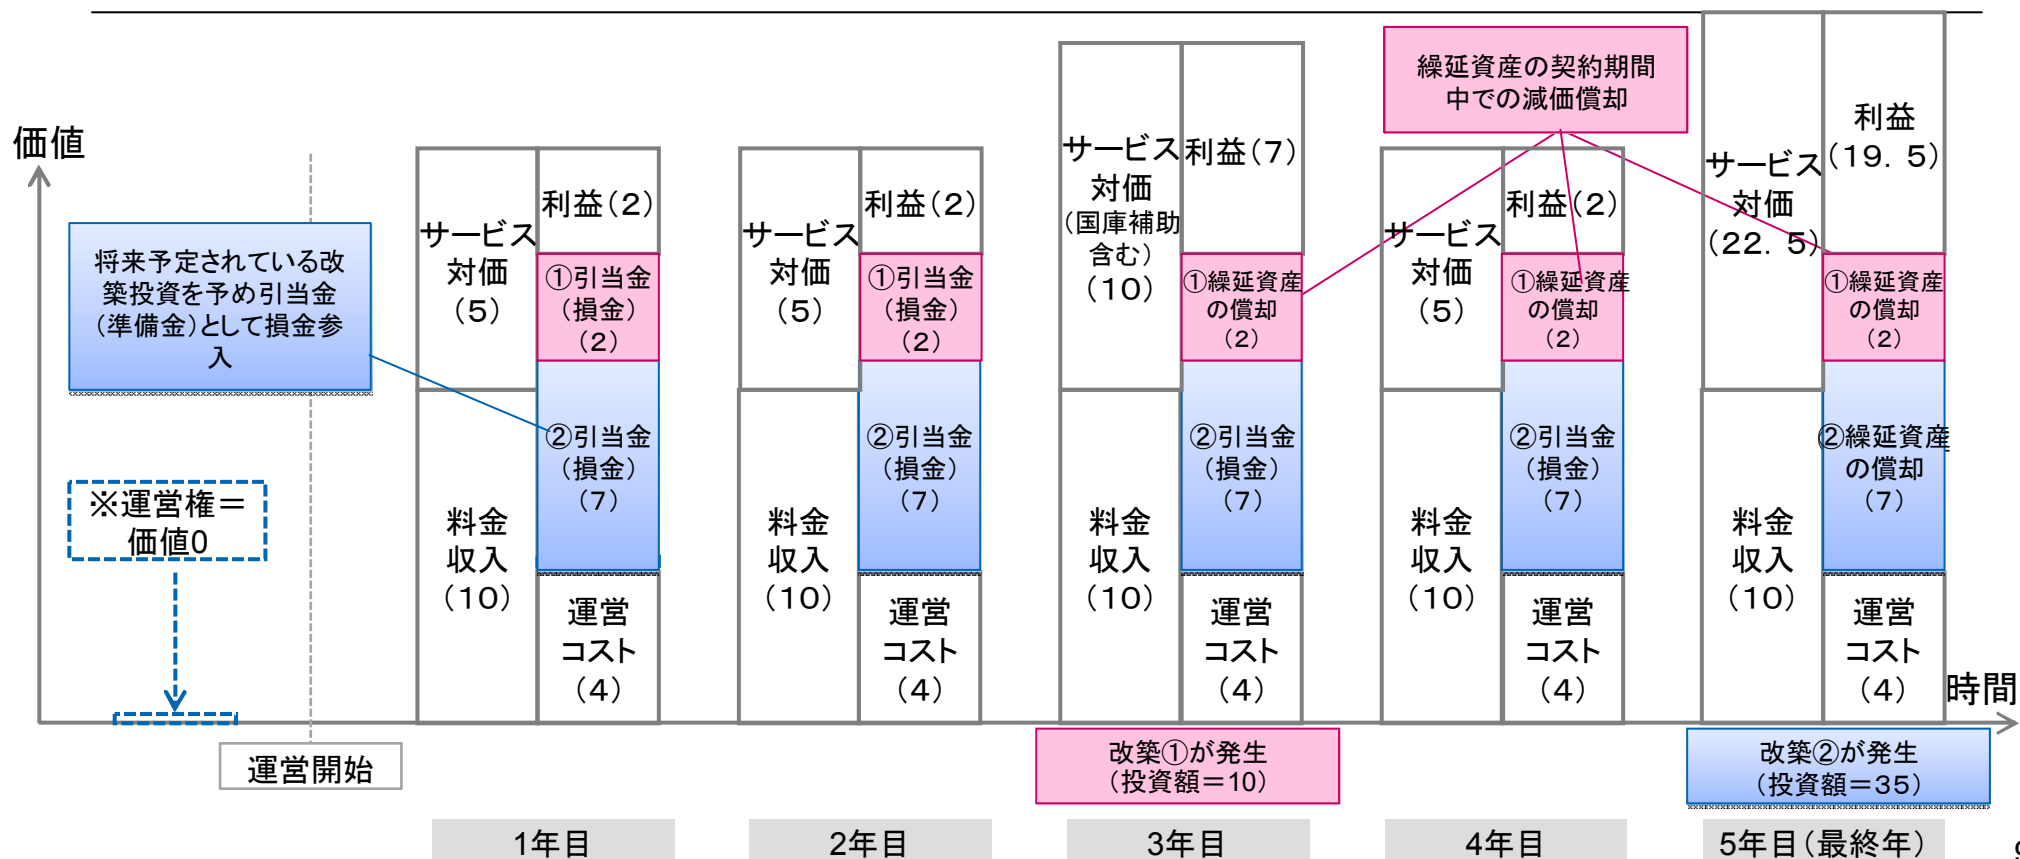 価値
将来予定されている改
築投資を予め引当金
(準備金)として損金参
入
※運営権＝
価値0
運営開始
サービス
対価
(5)
料金
収入
(10)
利益(2)
①引当金
(損金)
(2)
②引当金
(損金)
(7)
運営
コスト
(4)
1年目
サービス
対価
(5)
料金
収入
(10)
利益(2)
①引当金
(損金)
(2)
②引当金
(損金)
(7)
運営
コスト
(4)
2年目
サービス
対価
(国庫補助
含む)
(10)
料金
収入
(10)
利益(7)
①繰延資産
の償却
(2)
②引当金
(損金)
(7)
運営
コスト
(4)
改築①が発生
(投資額＝10)
3年目
繰延資産の契約期間
中での減価償却
サービス
対価
(5)
料金
収入
(10)
利益(2)
①繰延資産
の償却
(2)
②引当金
(損金)
(7)
運営
コスト
(4)
4年目
サービス
対価
(22. 5)
料金
収入
(10)
利益
(19. 5)
①繰延資産
の償却
(2)
②繰延資産
の償却
(7)
運営
コスト
(4)
時間
改築②が発生
(投資額＝35)
5年目(最終年)